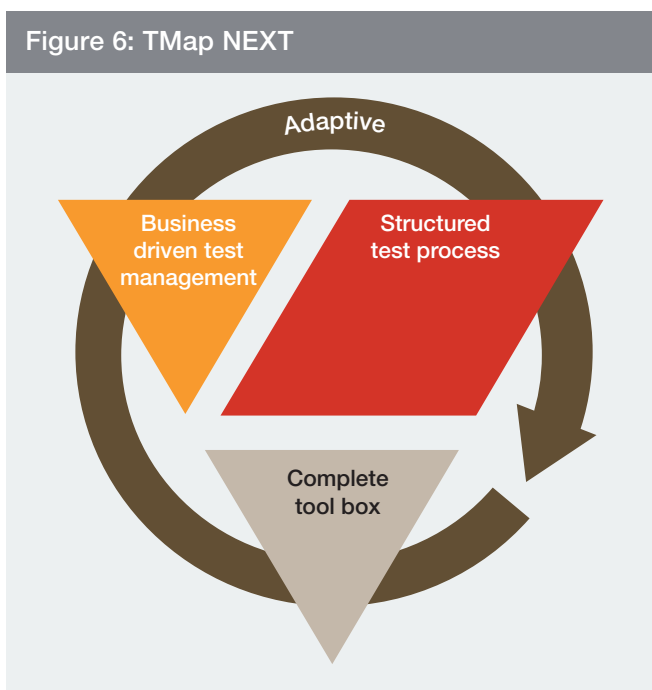 Figure 6: TMap NEXT
Adaptive
Business
driven test
management
Structured
test process
Complete
tool box